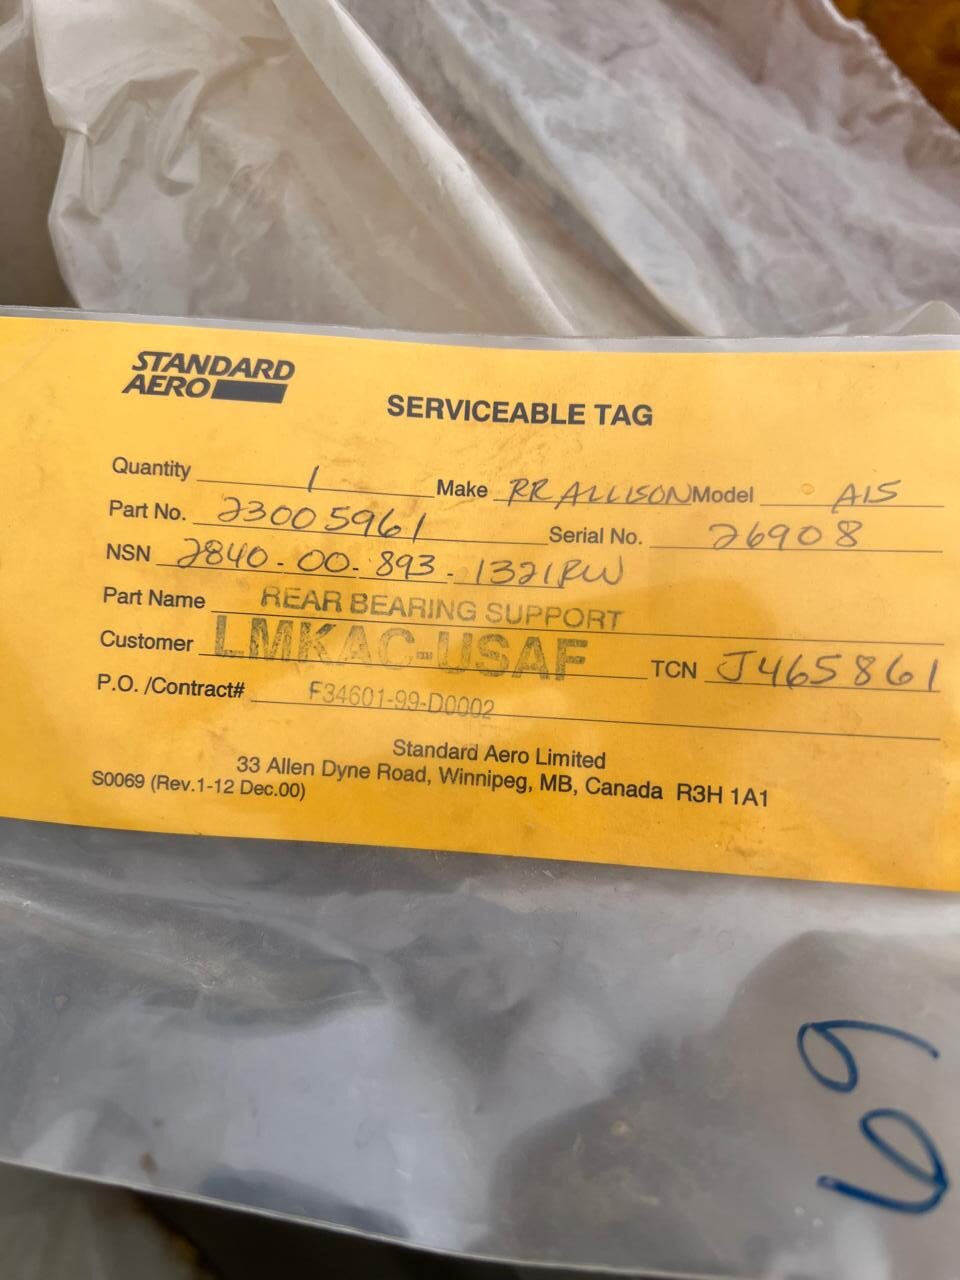 STANDARD
AERO
SERVICEABLE TAG
Quantity 1 Make RR ALLISON Model A15
Part No. 23005961 Serial No. 26908
NSN 2840-00-893-1321RW
Part Name REAR BEARING SUPPORT
Customer LMKAC-USAF TCN J465861
P.O. /Contract# F34601-99-D0002
Standard Aero Limited
33 Allen Dyne Road, Winnipeg, MB, Canada R3H 1A1
S0069 (Rev.1-12 Dec.00)
69